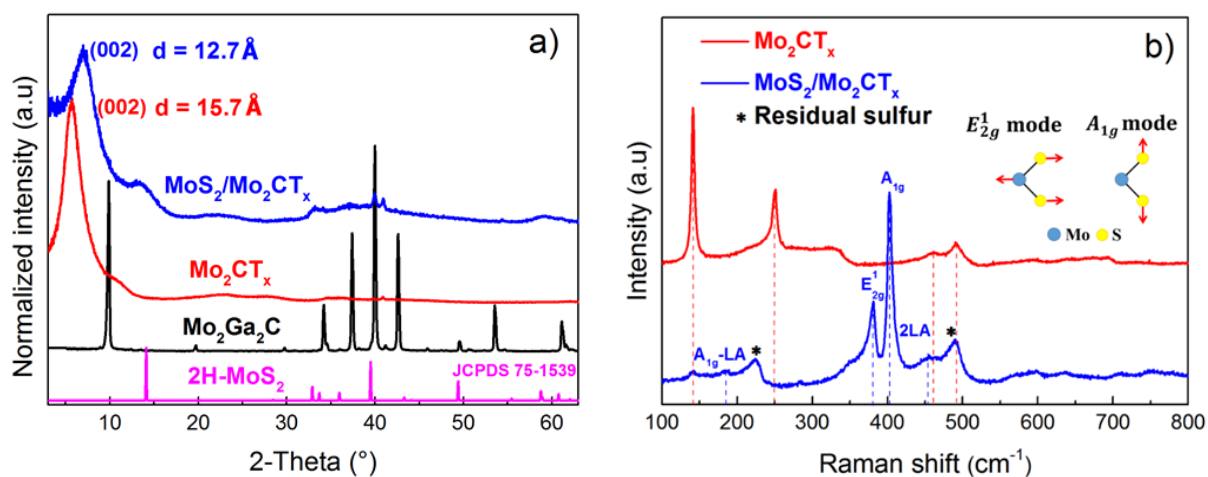 a)
(002) d = 12.7 Å
(002) d = 15.7 Å
MoS₂/Mo₂CTₓ
Mo₂CTₓ
Mo₂Ga₂C
2H-MoS₂
JCPDS 75-1539
Normalized intensity (a.u)
10 20 30 40 50 60
2-Theta (°)
b)
Mo₂CTₓ
MoS₂/Mo₂CTₓ
* Residual sulfur
E¹₂g mode A₁g mode
Mo S
A₁g
E¹₂g
2LA
*
A₁g-LA
*
Intensity (a.u)
100 200 300 400 500 600 700 800
Raman shift (cm⁻¹)